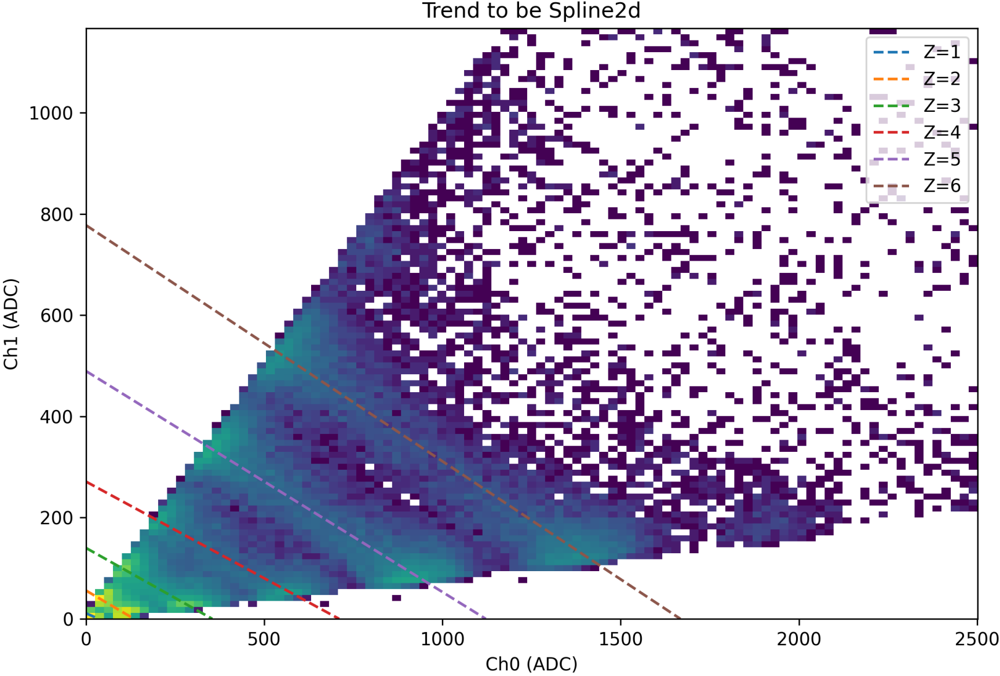 Trend to be Spline2d
Z=1
Z=2
Z=3
Z=4
Z=5
Z=6
1000
800
600
400
200
0
Ch1 (ADC)
0
500
1000
1500
2000
2500
Ch0 (ADC)